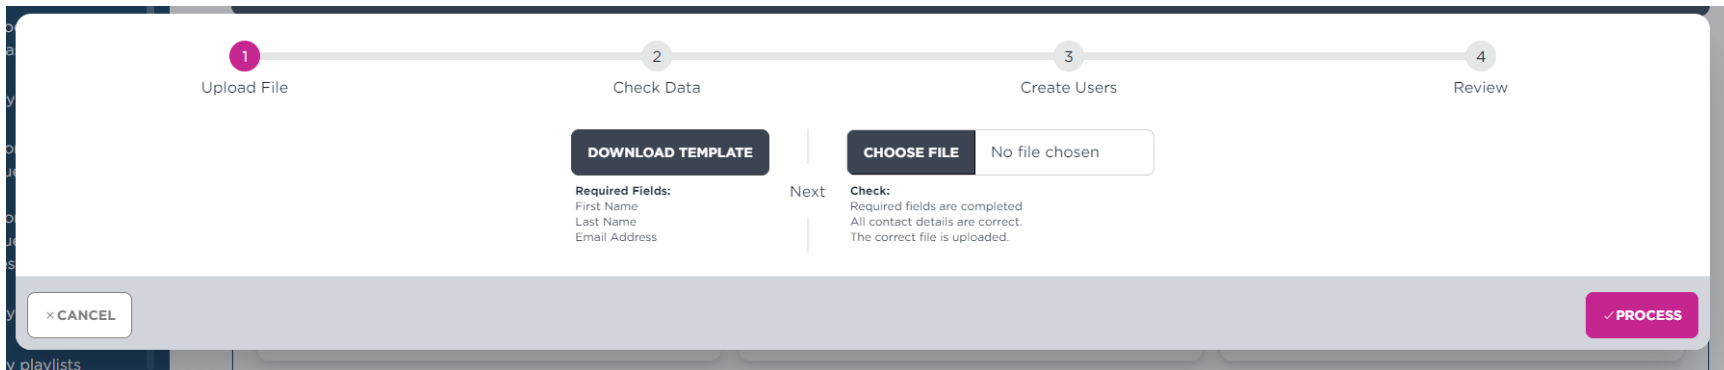 1
2
3
4
Upload File
Check Data
Create Users
Review
DOWNLOAD TEMPLATE
CHOOSE FILE
No file chosen
Required Fields:
First Name
Last Name
Email Address
Next
Check:
Required fields are completed
All contact details are correct.
The correct file is uploaded.
× CANCEL
✓ PROCESS
playlists